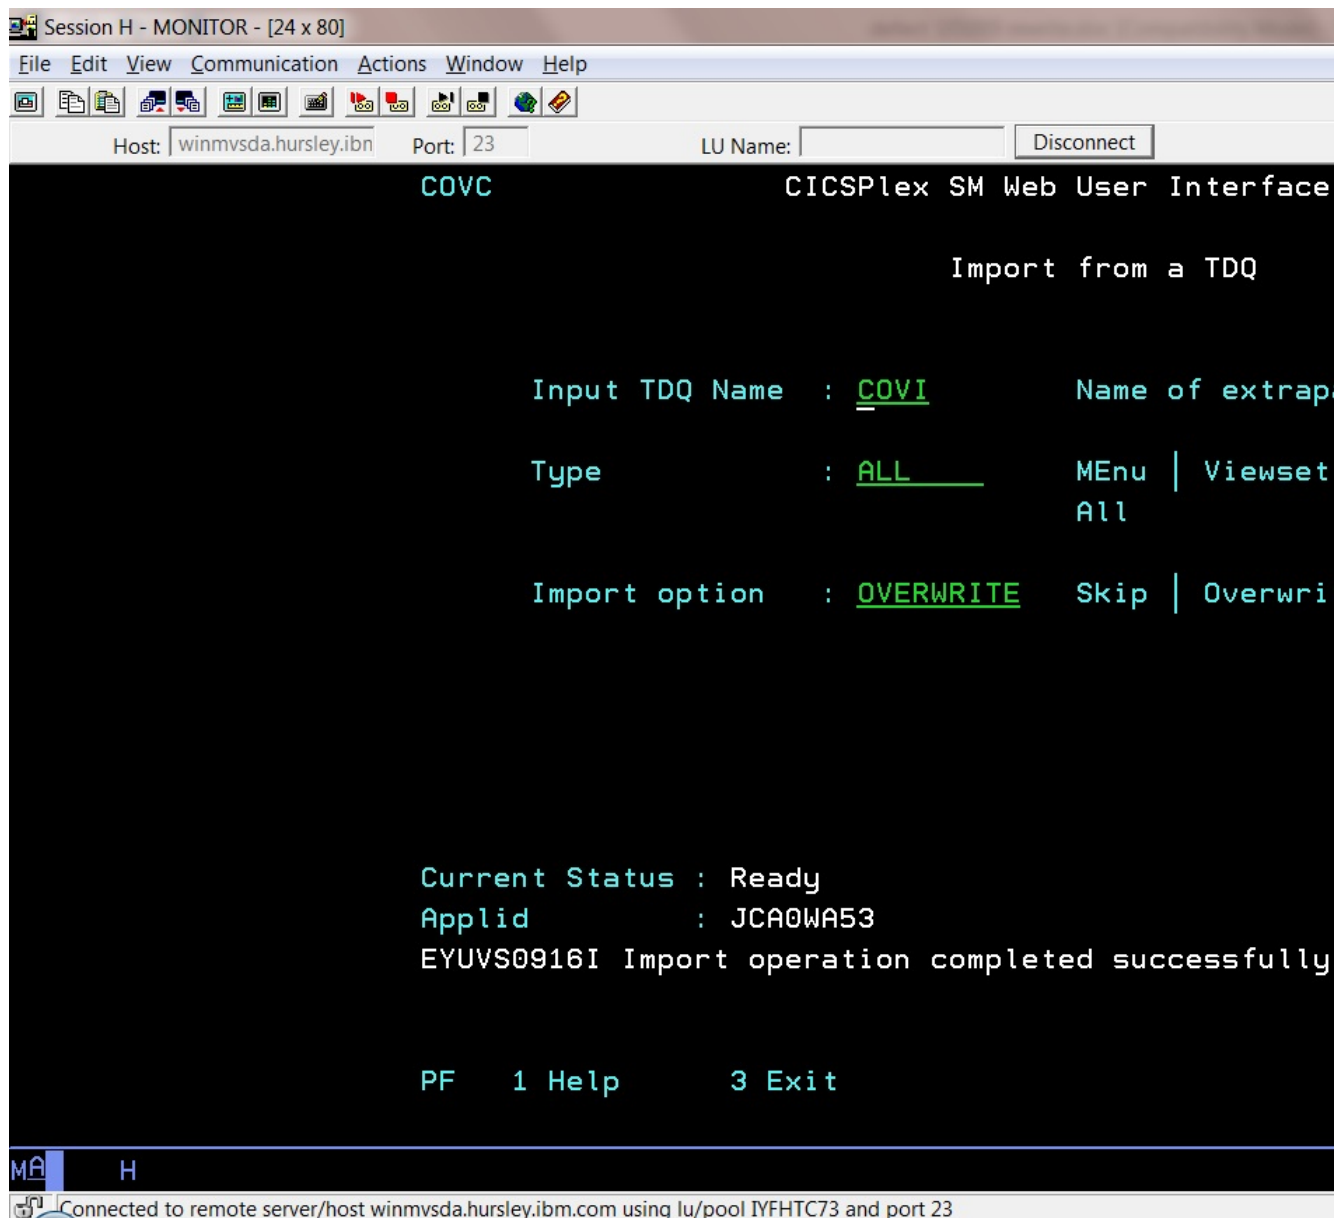 Session H - MONITOR - [24 x 80]
File Edit View Communication Actions Window Help
Host: winmvsda.hursley.ibm Port: 23 LU Name: Disconnect
COVC CICSPlex SM Web User Interface
Import from a TDQ
Input TDQ Name : COVI Name of extrap
Type : ALL MEnu | Viewset
All
Import option : OVERWRITE Skip | Overwri
Current Status : Ready
Applid : JCA0WA53
EYUVS0916I Import operation completed successfully
PF 1 Help 3 Exit
MA H
Connected to remote server/host winmvsda.hursley.ibm.com using lu/pool IYFHTC73 and port 23